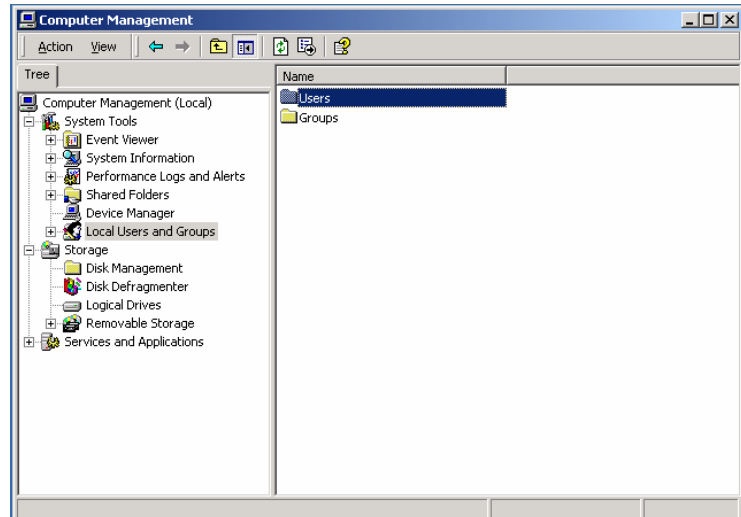 Computer Management
Action View
Tree
Name
Computer Management (Local)
System Tools
Event Viewer
System Information
Performance Logs and Alerts
Shared Folders
Device Manager
Local Users and Groups
Storage
Disk Management
Disk Defragmenter
Logical Drives
Removable Storage
Services and Applications
Users
Groups